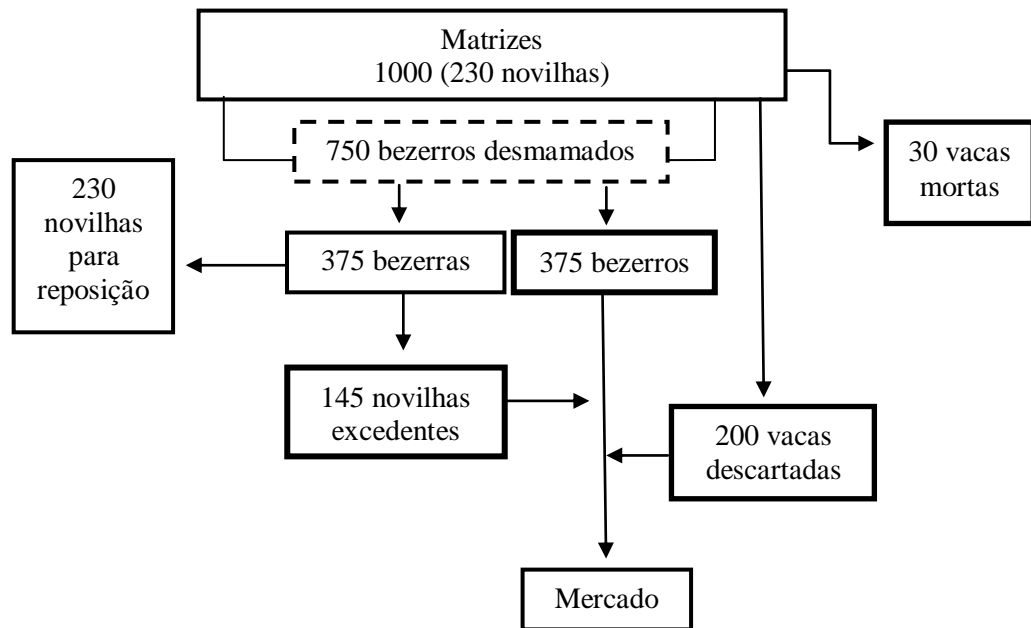 Matrizes
1000 (230 novilhas)
750 bezerros desmamados
30 vacas
mortas
230
novilhas
para
reposição
375 bezerras
375 bezerros
145 novilhas
excedentes
200 vacas
descartadas
Mercado